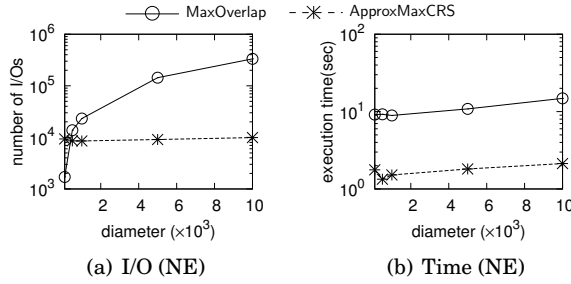 MaxOverlap ApproxMaxCRS
number of I/Os
10^6
10^5
10^4
10^3
2 4 6 8 10
diameter (×10^3)
(a) I/O (NE)
execution time(sec)
10^2
10^1
10^0
2 4 6 8 10
diameter (×10^3)
(b) Time (NE)